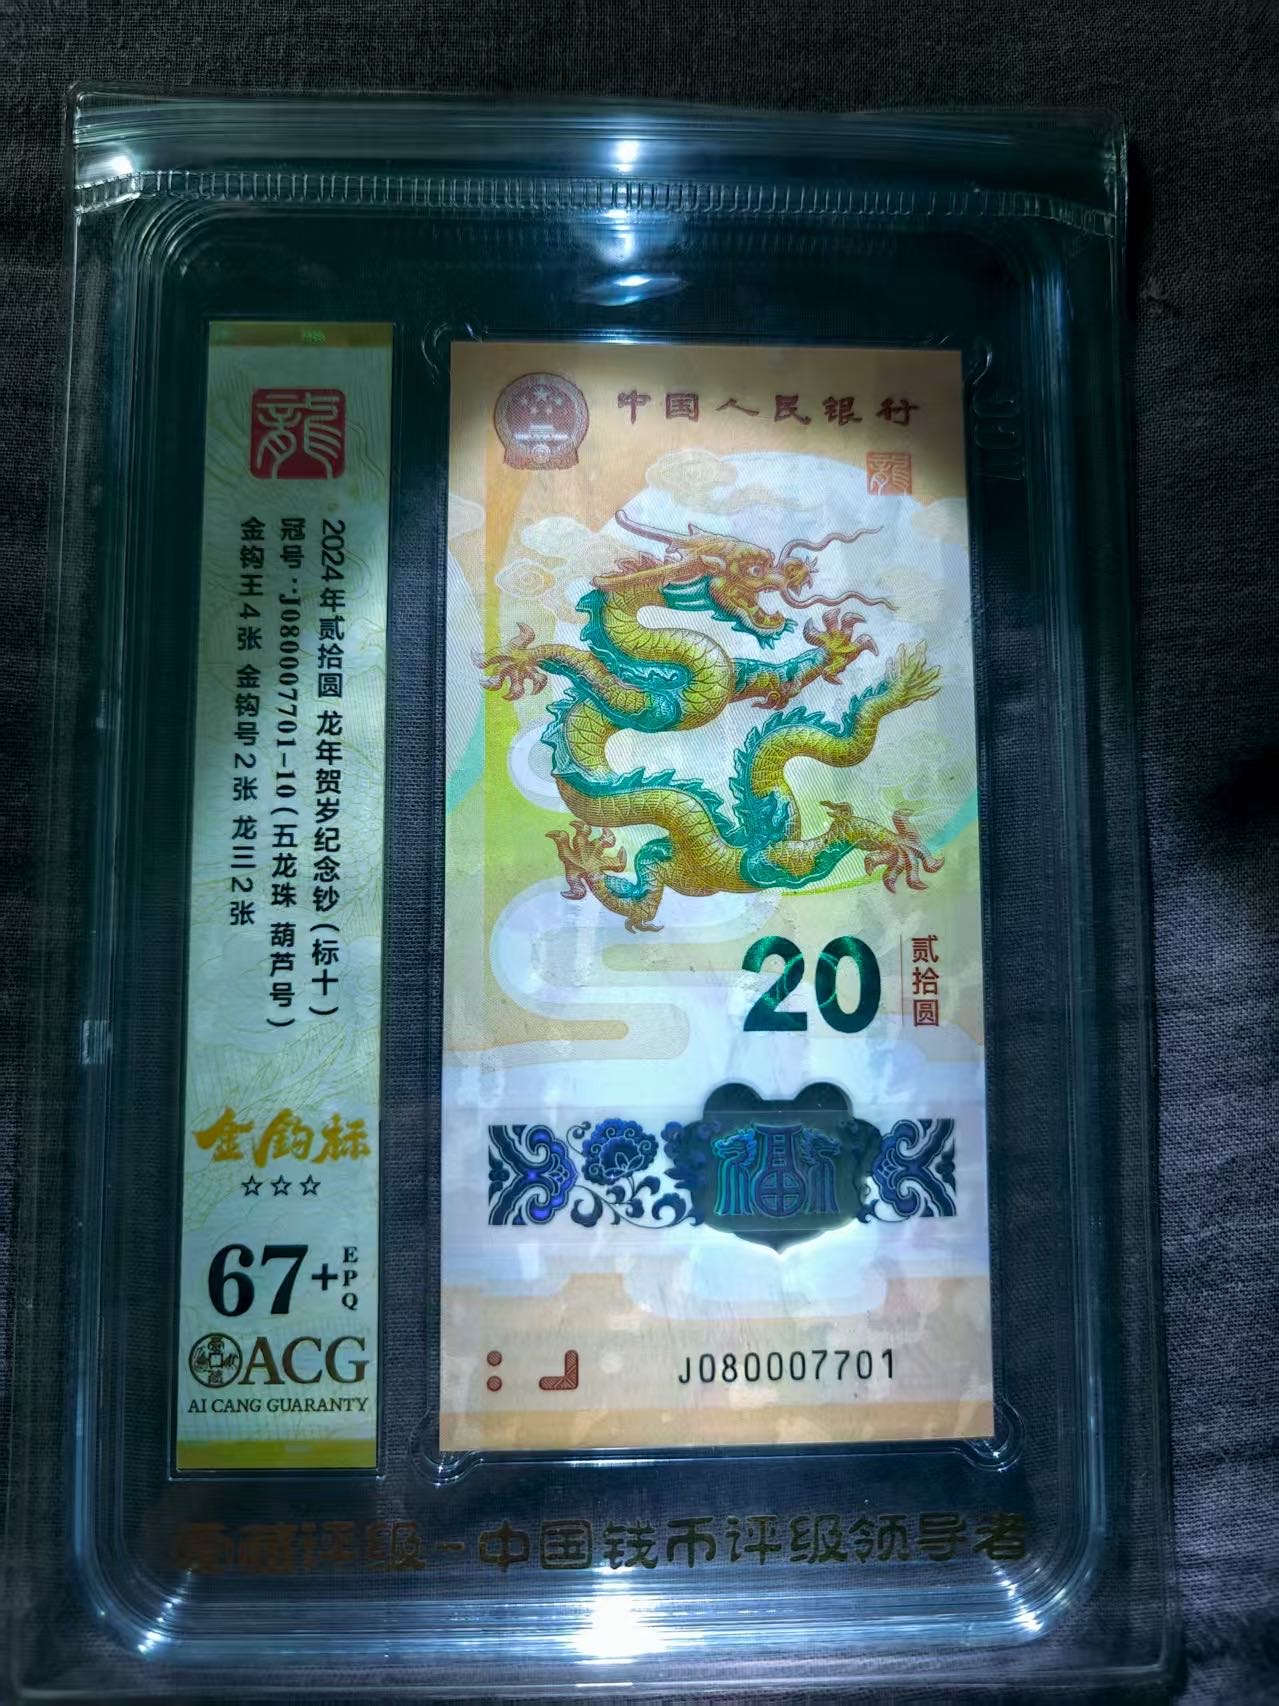 龍
2024年贰拾圆 龙年贺岁纪念钞(标十)
冠号:J080007701-10(五龙珠 葫芦号)
金钩王4张 金钩号2张 龙三2张
金钩标
☆☆☆
67+
EPQ
ACG
AI CANG GUARANTY
中国人民银行
龍
20
贰拾圆
J080007701
爱藏评级-中国钱币评级领导者